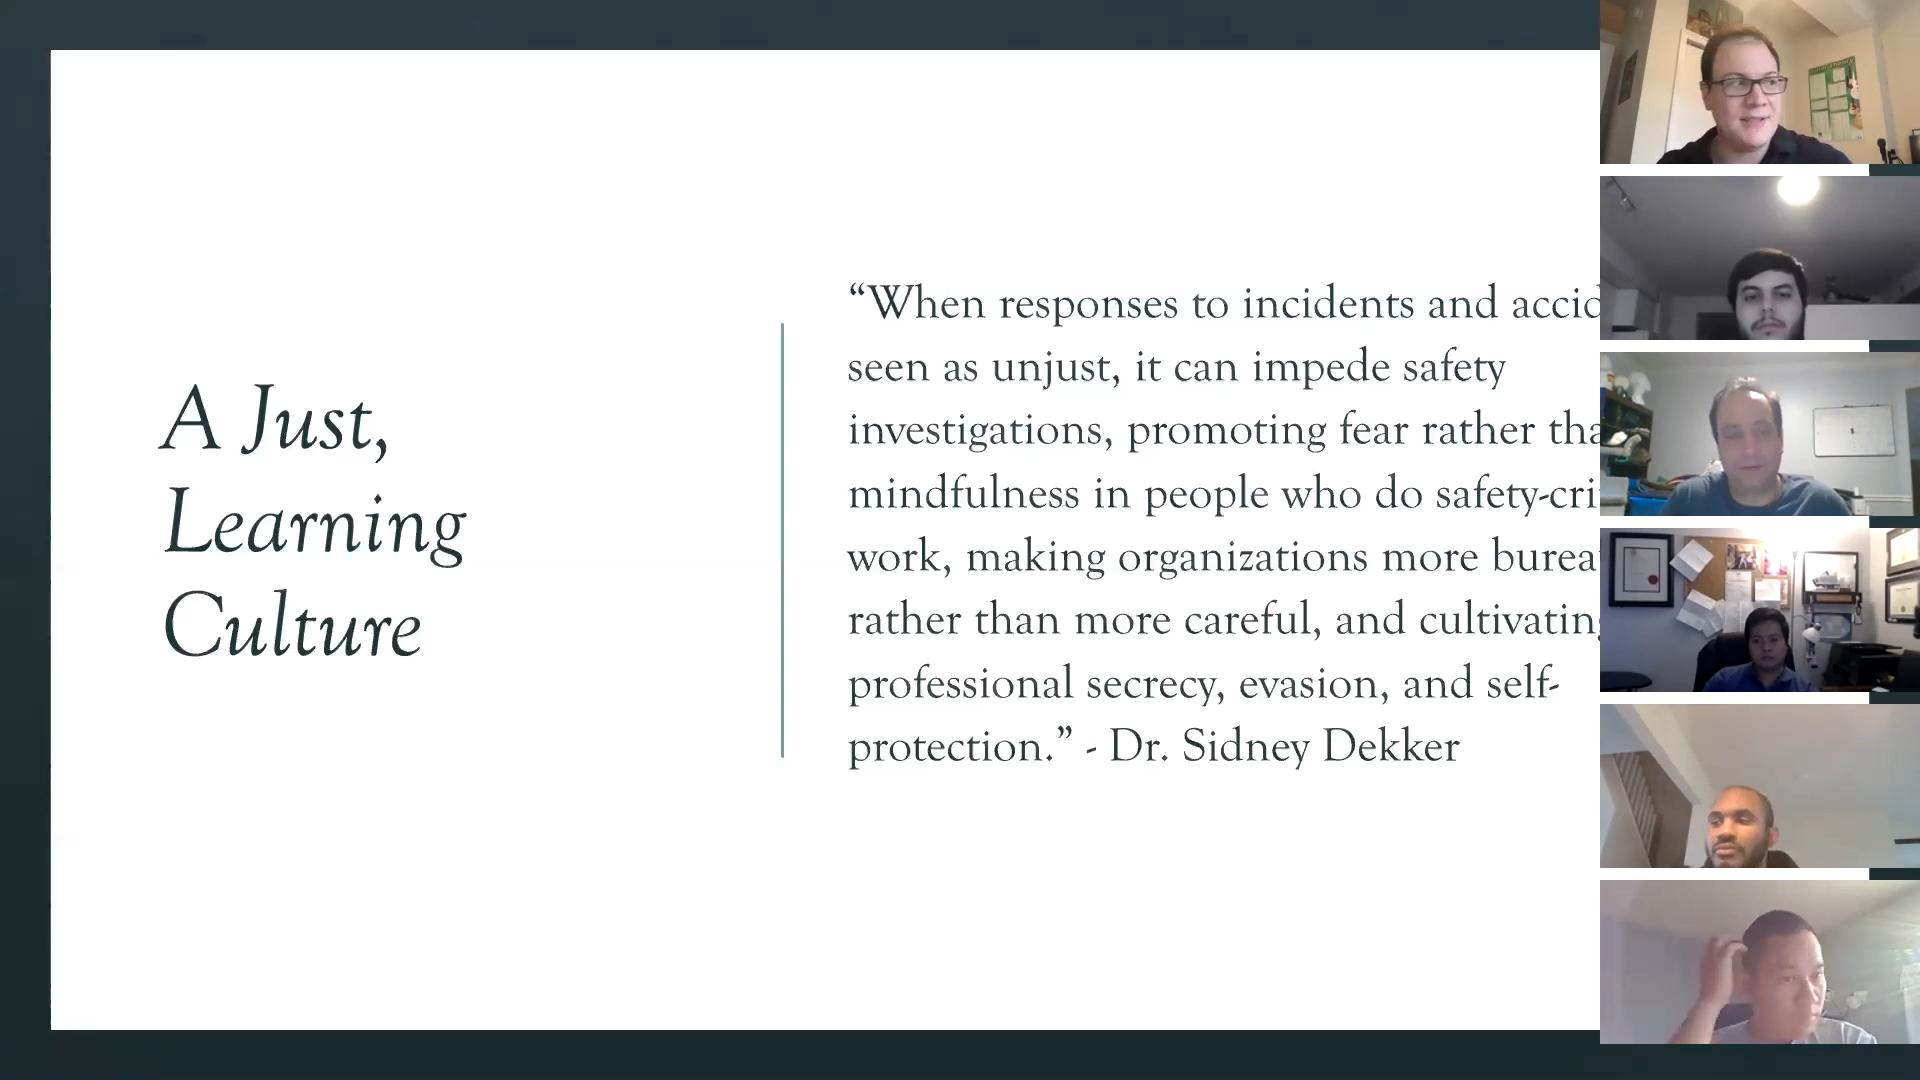 A Just,
Learning
Culture
“When responses to incidents and
seen as unjust, it can impede safety
investigations, promoting fear rather
mindfulness in people who do
work, making organizations more
rather than more careful, and cultivating
professional secrecy, evasion, and self-
protection.” - Dr. Sidney Dekker